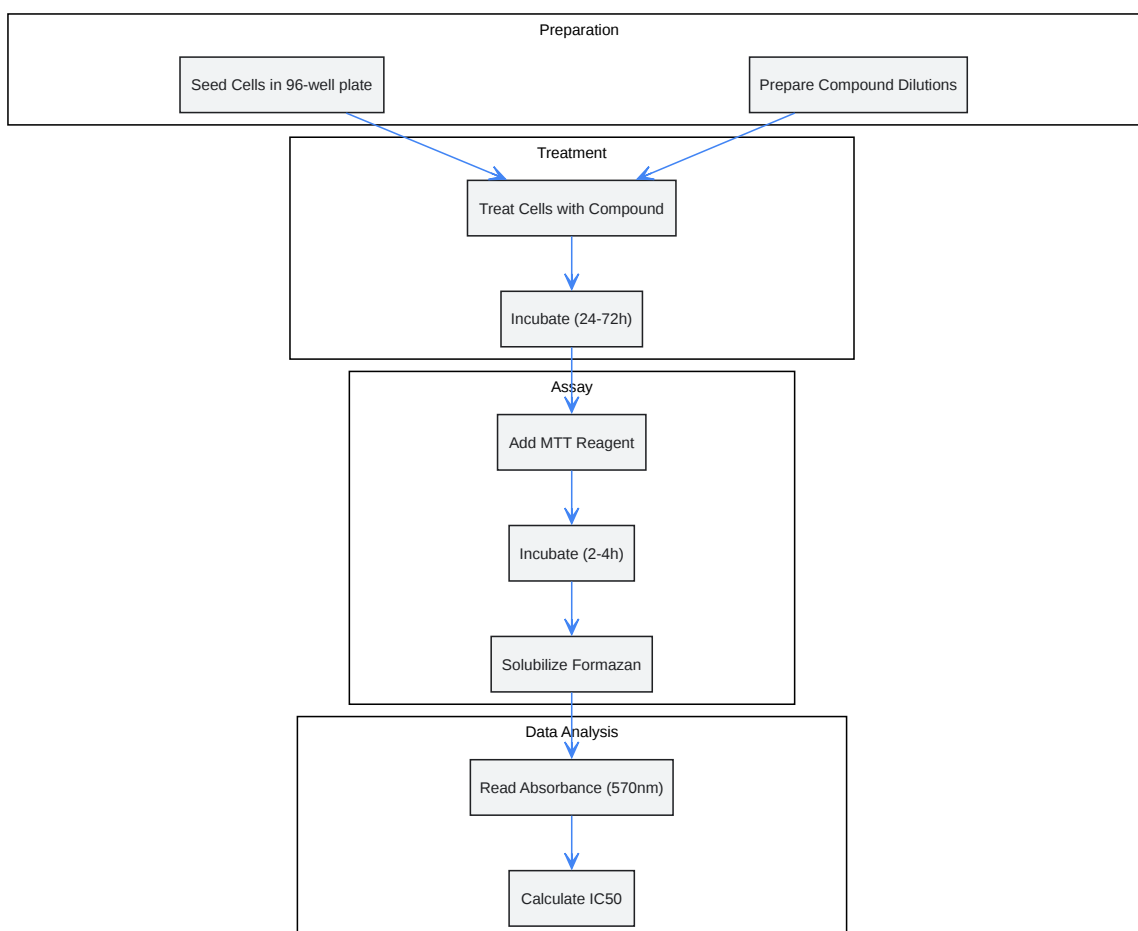 Preparation
Seed Cells in 96-well plate
Prepare Compound Dilutions
Treatment
Treat Cells with Compound
Incubate (24-72h)
Assay
Add MTT Reagent
Incubate (2-4h)
Solubilize Formazan
Data Analysis
Read Absorbance (570nm)
Calculate IC50